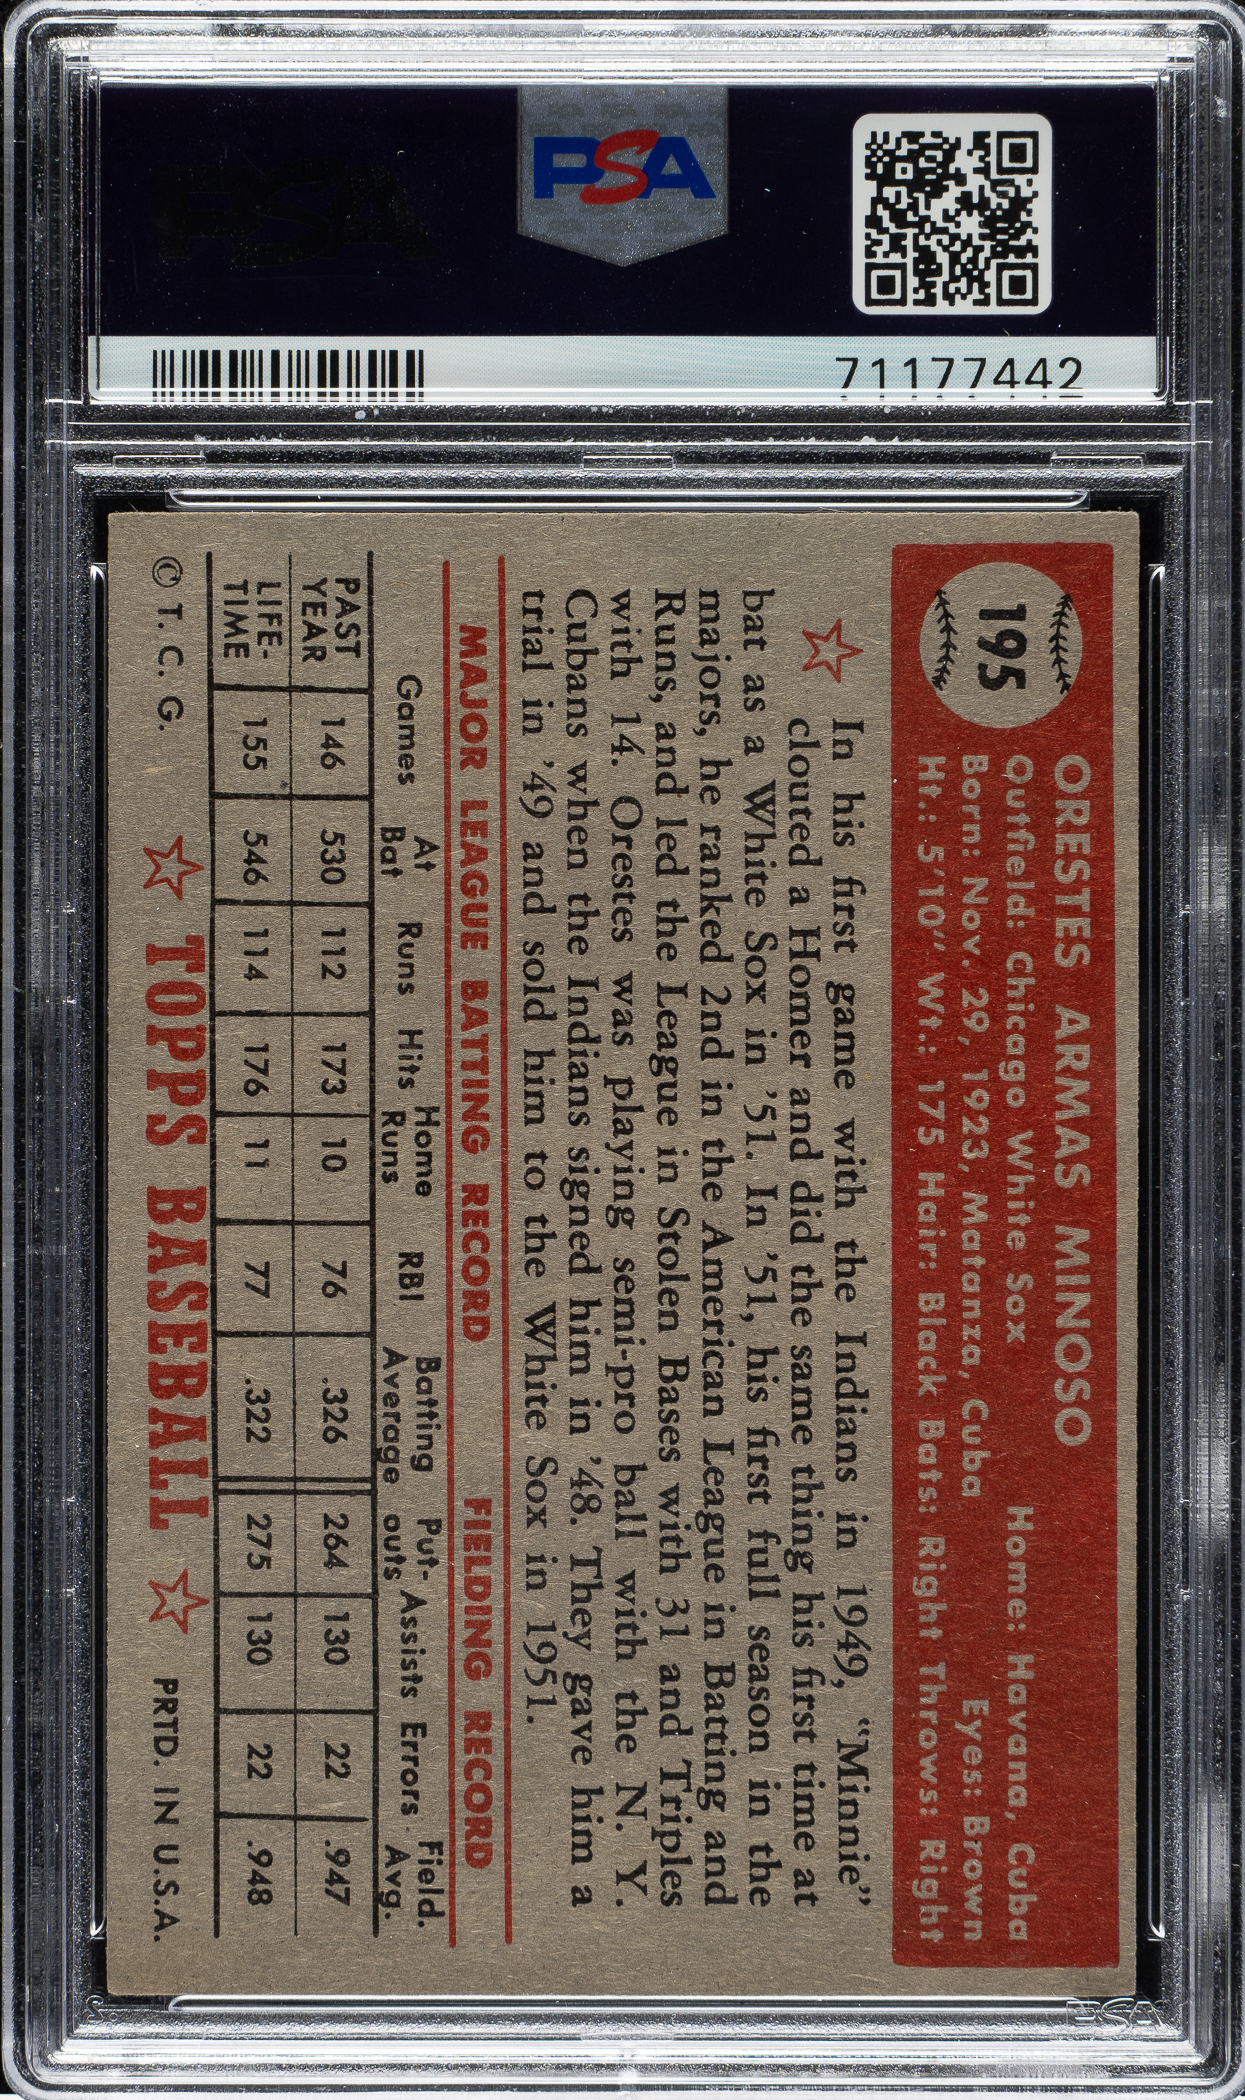 PSA
PSA
71177442
195
ORESTES ARMAS MINOSO
Outfield: Chicago White Sox Home: Havana, Cuba
Born: Nov. 29, 1923, Matanza, Cuba Eyes: Brown
Ht.: 5'10" Wt.: 175 Hair: Black Bats: Right Throws: Right
In his first game with the Indians in 1949, "Minnie"
clouted a Homer and did the same thing his first time at
bat as a White Sox in '51. In '51, his first full season in the
majors, he ranked 2nd in the American League in Batting and
Runs, and led the League in Stolen Bases with 31 and Triples
with 14. Orestes was playing semi-pro ball with the N. Y.
Cubans when the Indians signed him in '48. They gave him a
trial in '49 and sold him to the White Sox in 1951.
MAJOR LEAGUE BATTING RECORD FIELDING RECORD
Games At Bat Runs Hits Home Runs RBI Batting Average Put-outs Assists Errors Field. Avg.
PAST YEAR 146 530 112 173 10 76 .326 264 130 22 .947
LIFE-TIME 155 546 114 176 11 77 .322 275 130 22 .948
© T. C. G. TOPPS BASEBALL PRTD. IN U.S.A.
PSA